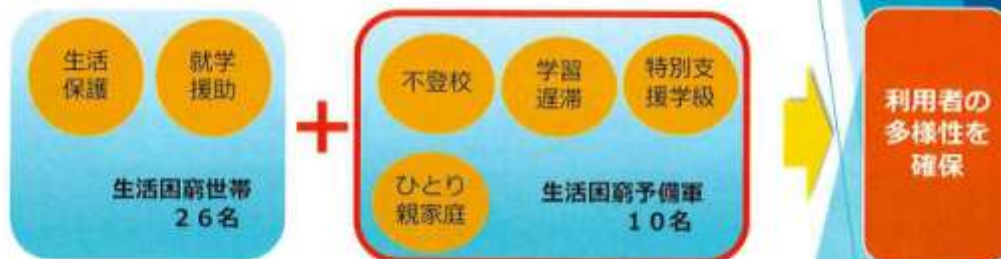 生活
保護
就学
援助
生活困窮世帯
２６名
＋
不登校
学習
遅滞
特別支
援学級
ひとり
親家庭
生活困窮予備軍
１０名
利用者の
多様性を
確保